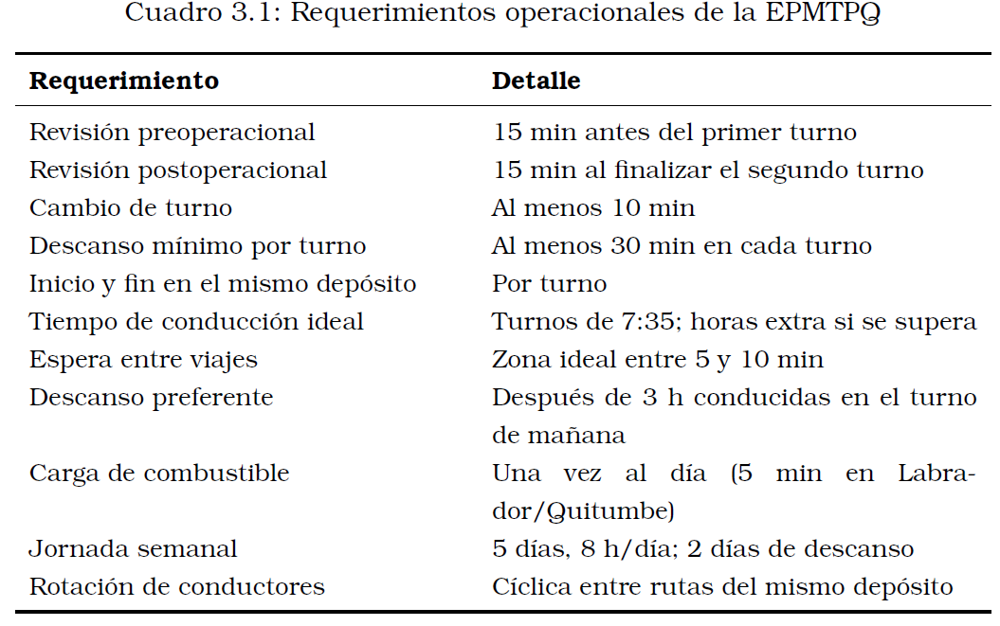 Cuadro 3.1: Requerimientos operacionales de la EPMTPQ
Requerimiento Detalle
Revisión preoperacional 15 min antes del primer turno
Revisión postoperacional 15 min al finalizar el segundo turno
Cambio de turno Al menos 10 min
Descanso mínimo por turno Al menos 30 min en cada turno
Inicio y fin en el mismo depósito Por turno
Tiempo de conducción ideal Turnos de 7:35; horas extra si se supera
Espera entre viajes Zona ideal entre 5 y 10 min
Descanso preferente Después de 3 h conducidas en el turno
de mañana
Carga de combustible Una vez al día (5 min en Labra-
dor/Quitumbe)
Jornada semanal 5 días, 8 h/día; 2 días de descanso
Rotación de conductores Cíclica entre rutas del mismo depósito